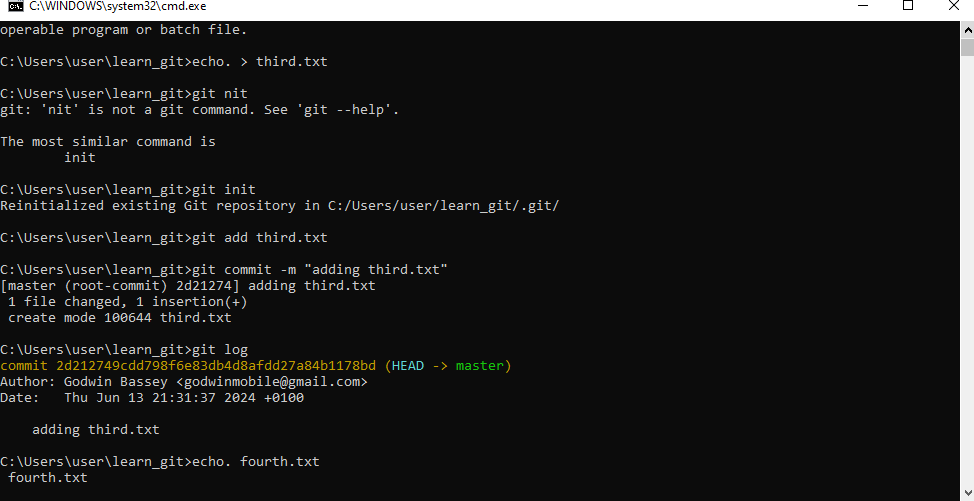 C:\WINDOWS\system32\cmd.exe
operable program or batch file.
C:\Users\user\learn_git>echo. > third.txt
C:\Users\user\learn_git>git nit
git: 'nit' is not a git command. See 'git --help'.
The most similar command is
init
C:\Users\user\learn_git>git init
Reinitialized existing Git repository in C:/Users/user/learn_git/.git/
C:\Users\user\learn_git>git add third.txt
C:\Users\user\learn_git>git commit -m "adding third.txt"
[master (root-commit) 2d21274] adding third.txt
1 file changed, 1 insertion(+)
create mode 100644 third.txt
C:\Users\user\learn_git>git log
commit 2d212749cdd798f6e83db4d8afdd27a84b1178bd (HEAD -> master)
Author: Godwin Bassey <godwinmobile@gmail.com>
Date:   Thu Jun 13 21:31:37 2024 +0100
adding third.txt
C:\Users\user\learn_git>echo. fourth.txt
fourth.txt